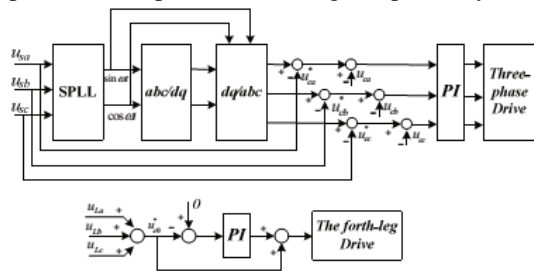 u_sa
u_sb
u_sc
SPLL
sin ωt
cos ωt
abc/dq
dq/abc
+ − u*_ca + − u_ca
+ − u*_cb + − u_cb
+ − u*_cc + − u_cc
PI
Three-
phase
Drive
u_La +
u_Lb +
u_Lc +
0
+
−
PI
+
+
The forth-leg
Drive